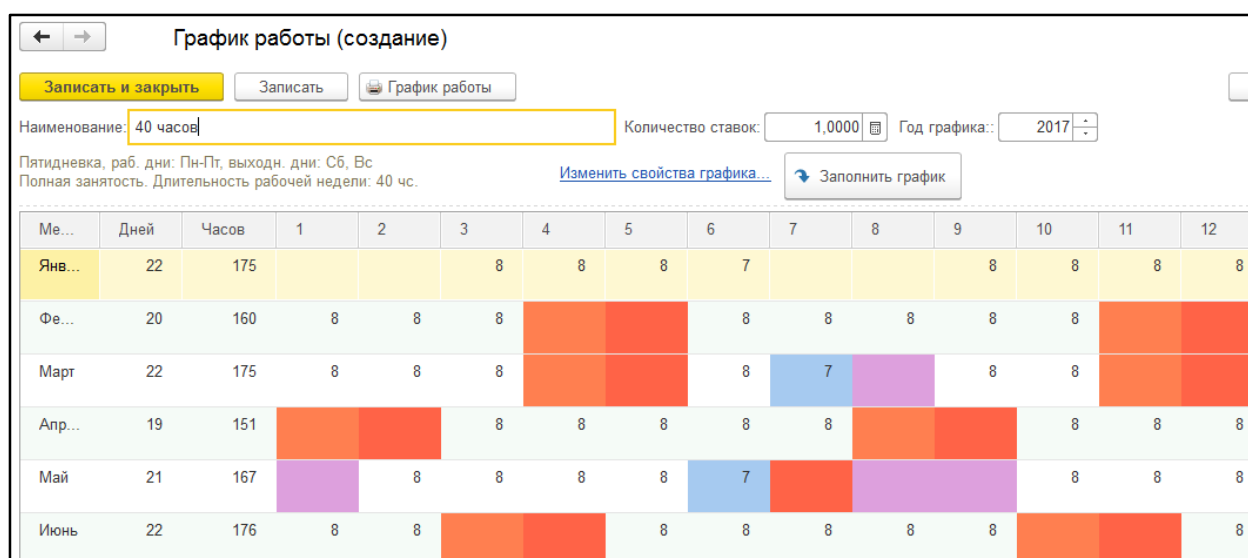 График работы (создание)
Записать и закрыть Записать График работы
Наименование: 40 часов Количество ставок: 1,0000 Год графика:: 2017
Пятидневка, раб. дни: Пн-Пт, выходн. дни: Сб, Вс
Полная занятость. Длительность рабочей недели: 40 чс.
Изменить свойства графика... Заполнить график
Ме... Дней Часов 1 2 3 4 5 6 7 8 9 10 11 12
Янв... 22 175 8 8 8 7 8 8 8 8
Фе... 20 160 8 8 8 8 8 8 8 8
Март 22 175 8 8 8 8 7 8 8
Апр... 19 151 8 8 8 8 8 8 8 8
Май 21 167 8 8 8 8 7 8 8 8
Июнь 22 176 8 8 8 8 8 8 8 8